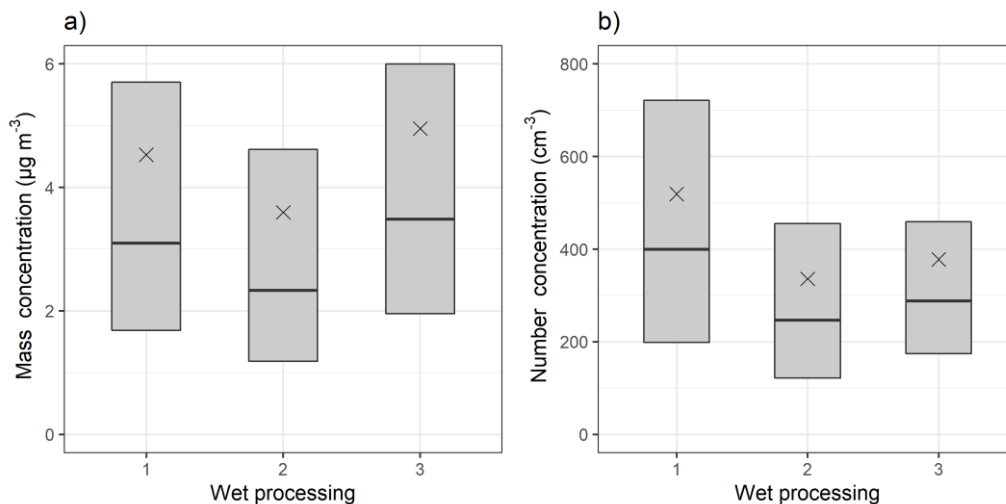 a)
Mass concentration (µg m⁻³)
6
4
2
0
1 2 3
Wet processing
b)
Number concentration (cm⁻³)
800
600
400
200
0
1 2 3
Wet processing